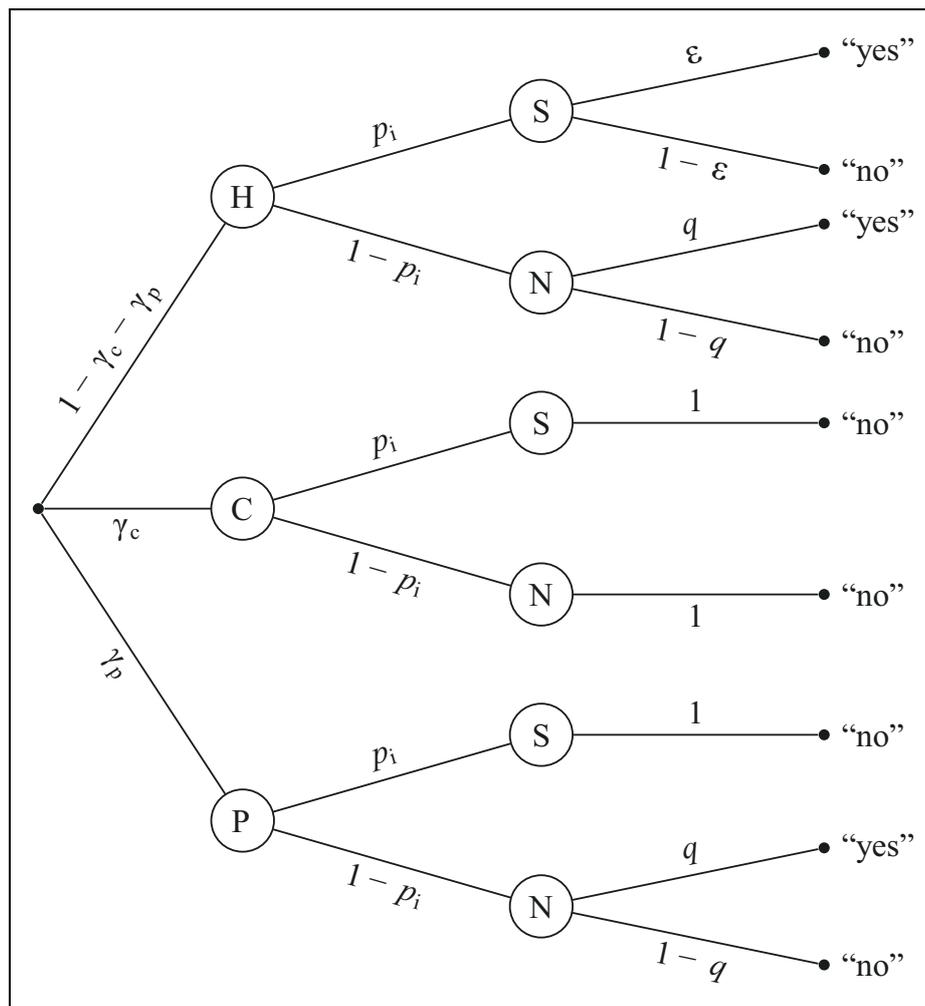 ε
"yes"
S
p_i
1 − ε
"no"
H
q
"yes"
1 − p_i
N
1 − q
"no"
1 − γ_c − γ_p
S
1
"no"
p_i
C
γ_c
1 − p_i
N
1
"no"
γ_p
S
1
"no"
p_i
P
q
"yes"
1 − p_i
N
1 − q
"no"